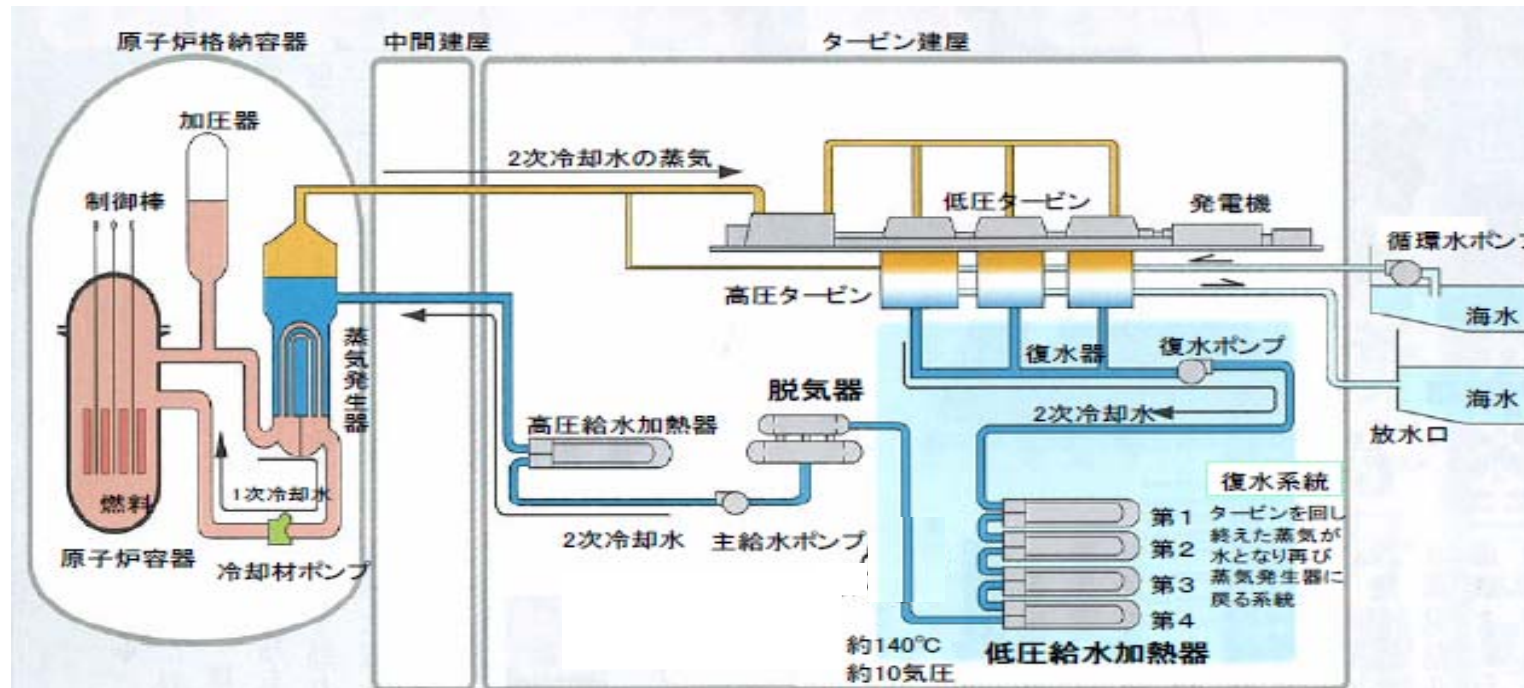 原子炉格納容器
中間建屋
タービン建屋
加圧器
2次冷却水の蒸気
制御棒
低圧タービン
発電機
循環水ポンプ
高圧タービン
海水
蒸気発生器
復水器
復水ポンプ
脱気器
海水
2次冷却水
高圧給水加熱器
放水口
復水系統
1次冷却水
燃料
第1
タービンを回し
終えた蒸気が
水となり再び
蒸気発生器に
戻る系統
第2
第3
第4
2次冷却水
主給水ポンプ
原子炉容器
冷却材ポンプ
約140℃
約10気圧
低圧給水加熱器